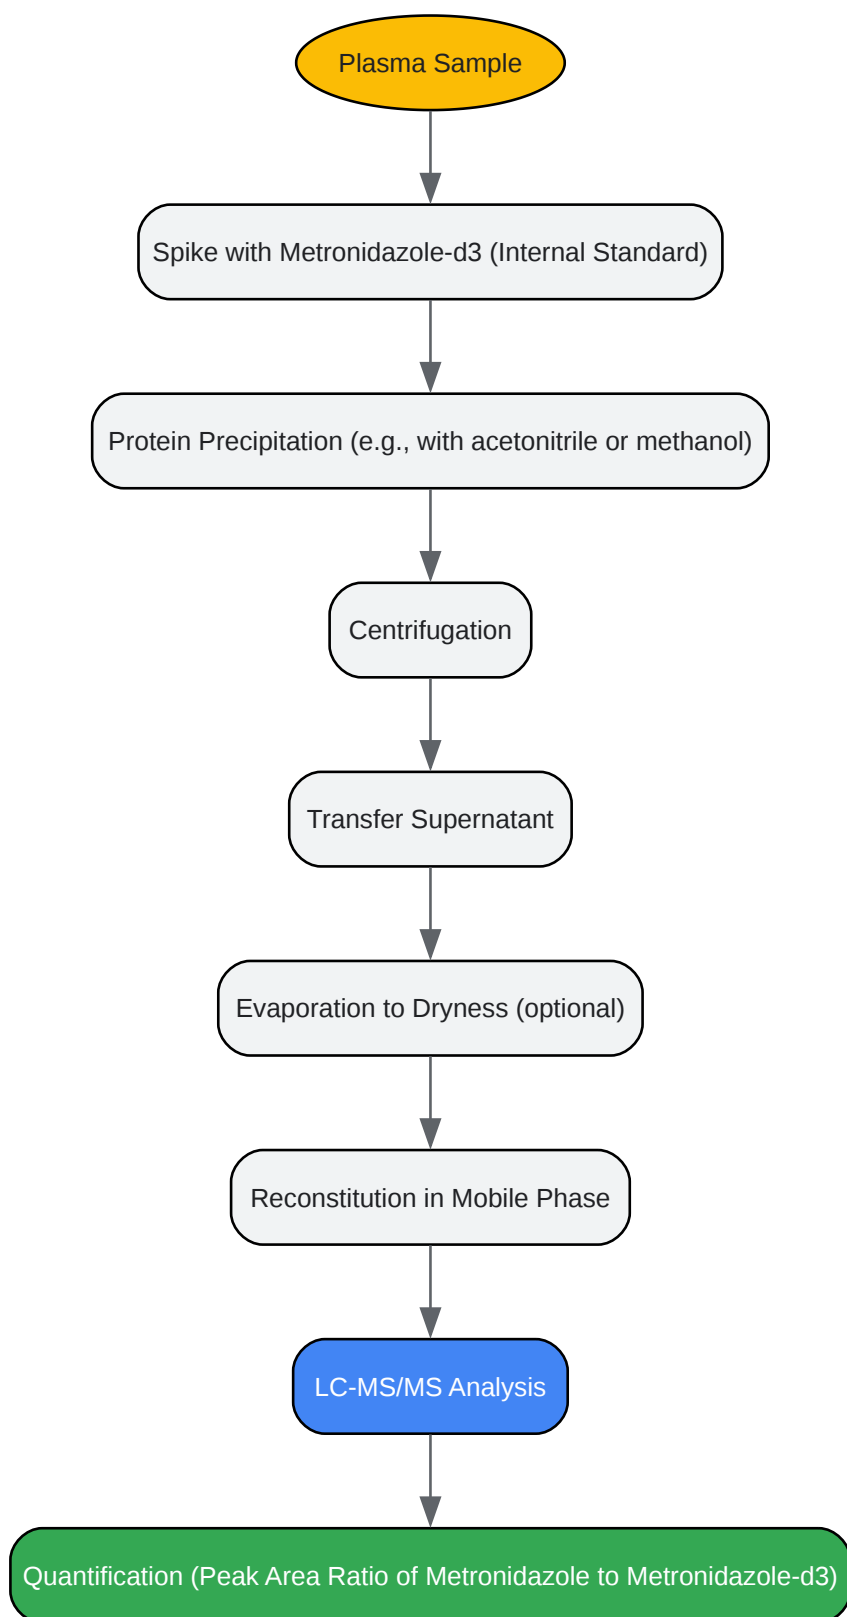 Plasma Sample
Spike with Metronidazole-d3 (Internal Standard)
Protein Precipitation (e.g., with acetonitrile or methanol)
Centrifugation
Transfer Supernatant
Evaporation to Dryness (optional)
Reconstitution in Mobile Phase
LC-MS/MS Analysis
Quantification (Peak Area Ratio of Metronidazole to Metronidazole-d3)